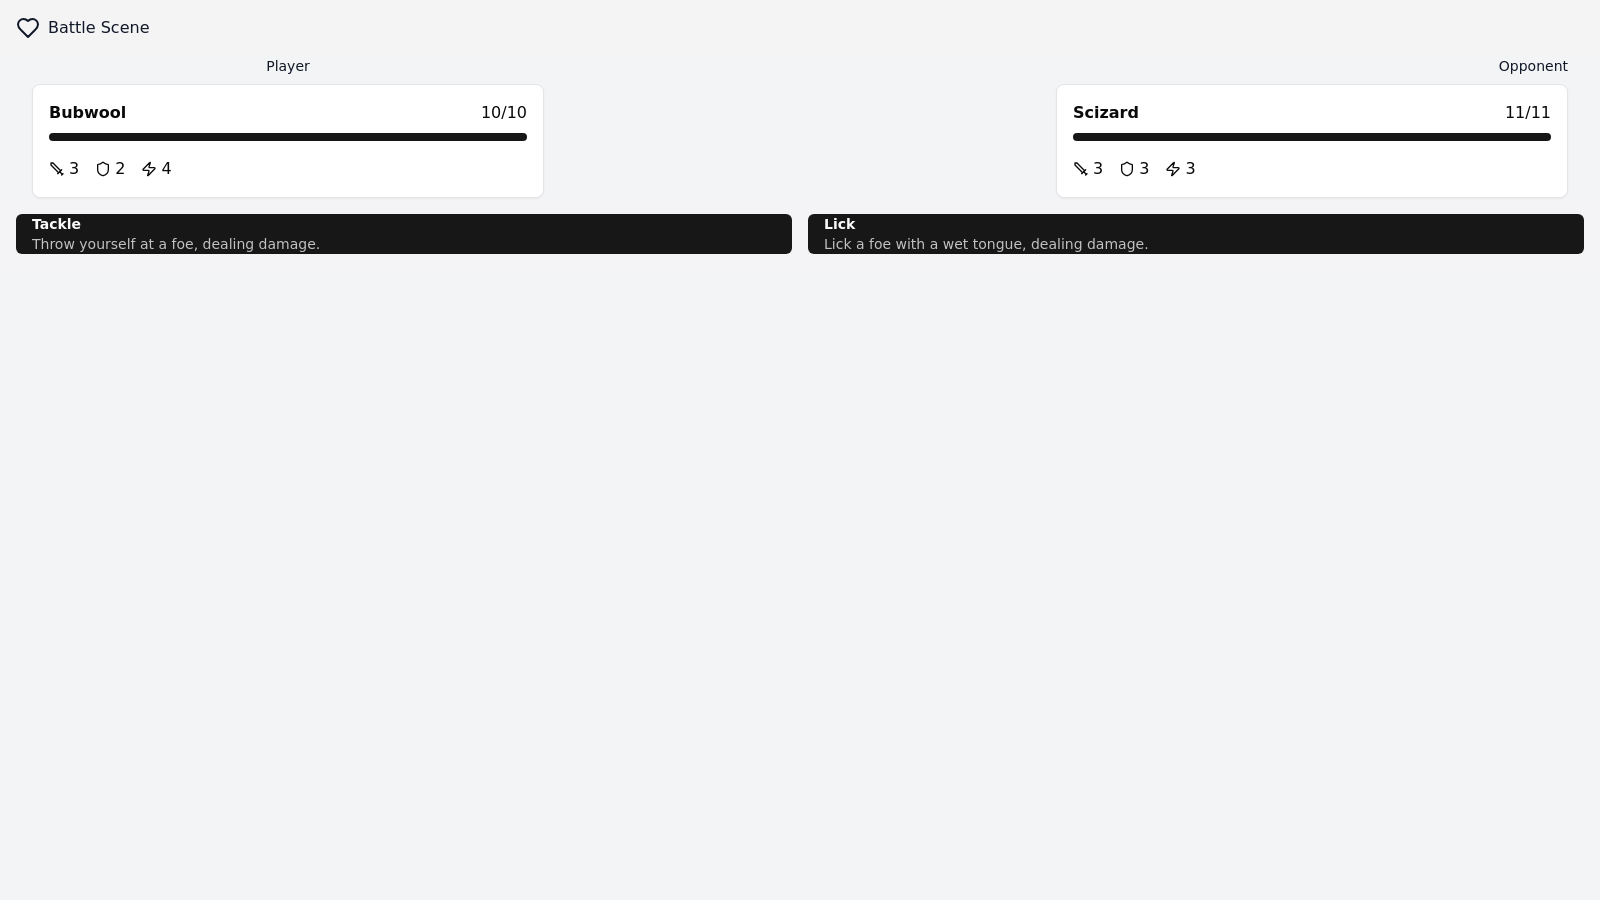 Battle Scene
Player
Opponent
Bubwool 10/10
3 2 4
Scizard 11/11
3 3 3
Tackle
Throw yourself at a foe, dealing damage.
Lick
Lick a foe with a wet tongue, dealing damage.